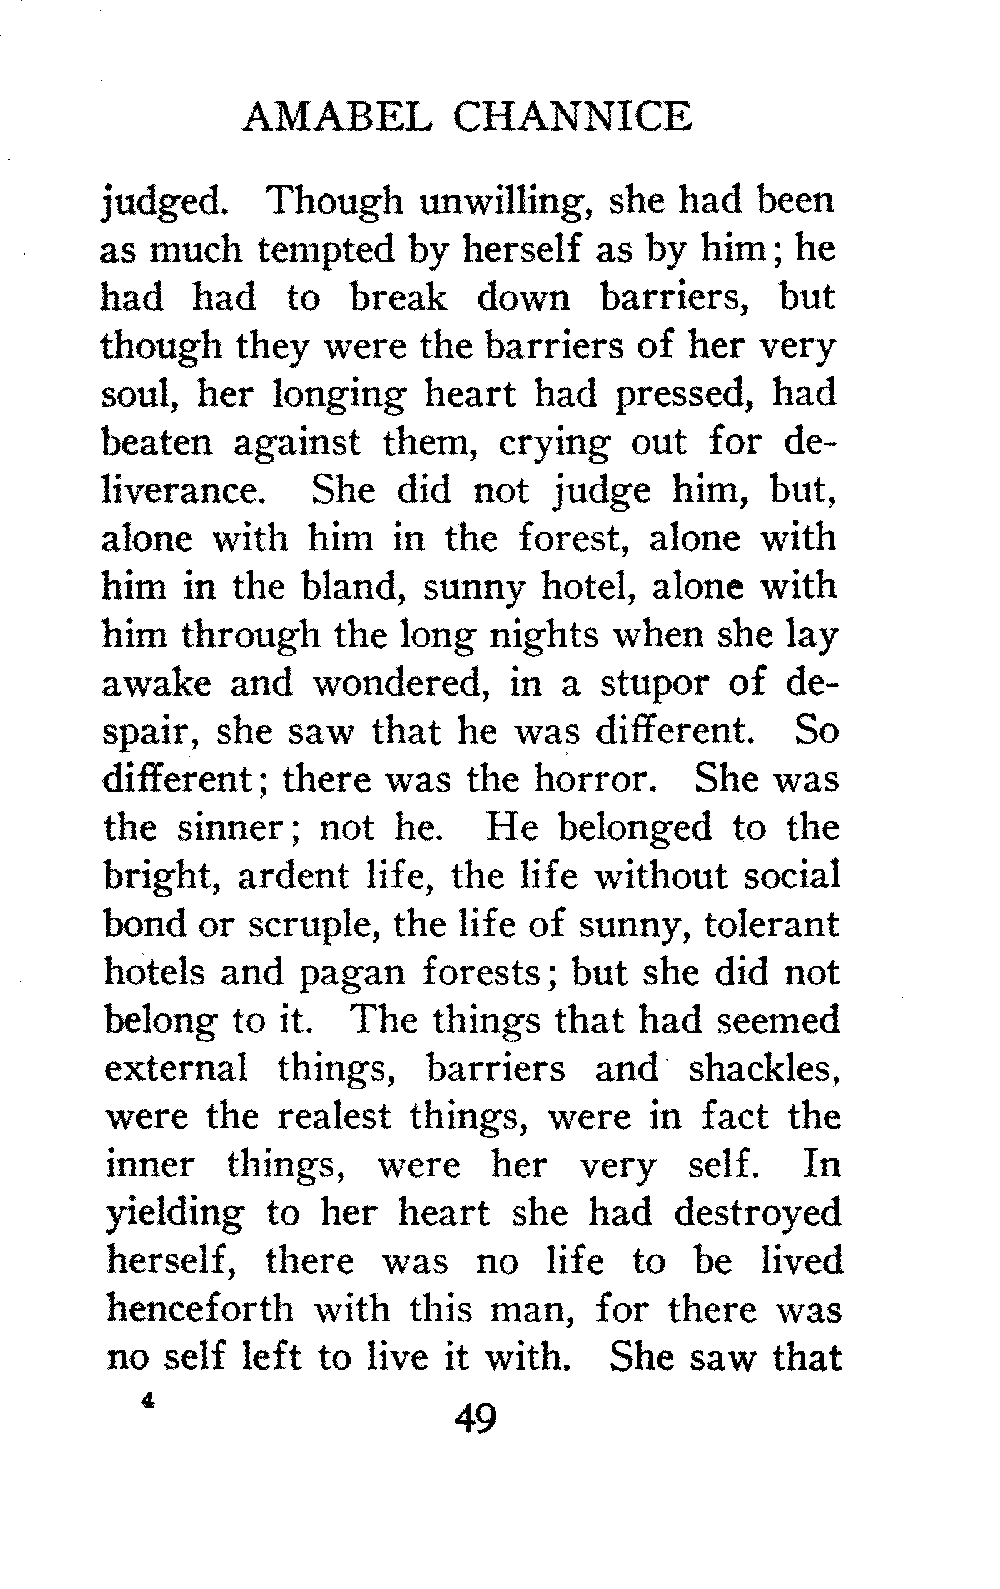 AMABEL CHANNICE
judged. Though unwilling, she had been
as much tempted by herself as by him; he
had had to break down barriers, but
though they were the barriers of her very
soul, her longing heart had pressed, had
beaten against them, crying out for de-
liverance. She did not judge him, but,
alone with him in the forest, alone with
him in the bland, sunny hotel, alone with
him through the long nights when she lay
awake and wondered, in a stupor of de-
spair, she saw that he was different. So
different; there was the horror. She was
the sinner; not he. He belonged to the
bright, ardent life, the life without social
bond or scruple, the life of sunny, tolerant
hotels and pagan forests; but she did not
belong to it. The things that had seemed
external things, barriers and shackles,
were the realest things, were in fact the
inner things, were her very self. In
yielding to her heart she had destroyed
herself, there was no life to be lived
henceforth with this man, for there was
no self left to live it with. She saw that
4
49